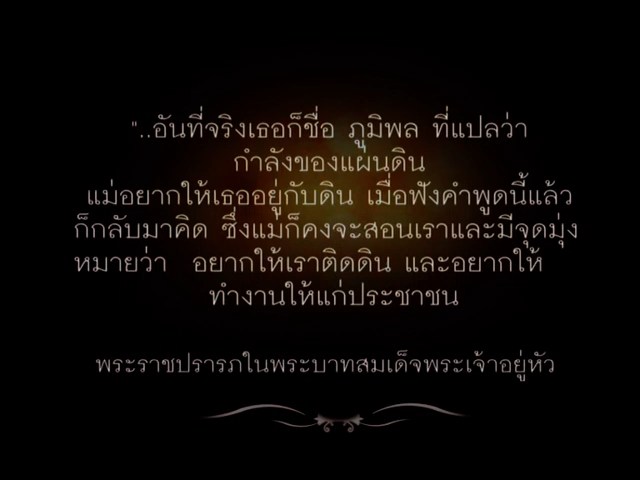 "..อันที่จริงเธอก็ชื่อ ภูมิพล ที่แปลว่า
กำลังของแผ่นดิน
แม่อยากให้เธออยู่กับดิน เมื่อฟังคำพูดนี้แล้ว
ก็กลับมาคิด ซึ่งแม่ก็คงจะสอนเราและมีจุดมุ่ง
หมายว่า อยากให้เราติดดิน และอยากให้
ทำงานให้แก่ประชาชน
พระราชปรารภในพระบาทสมเด็จพระเจ้าอยู่หัว